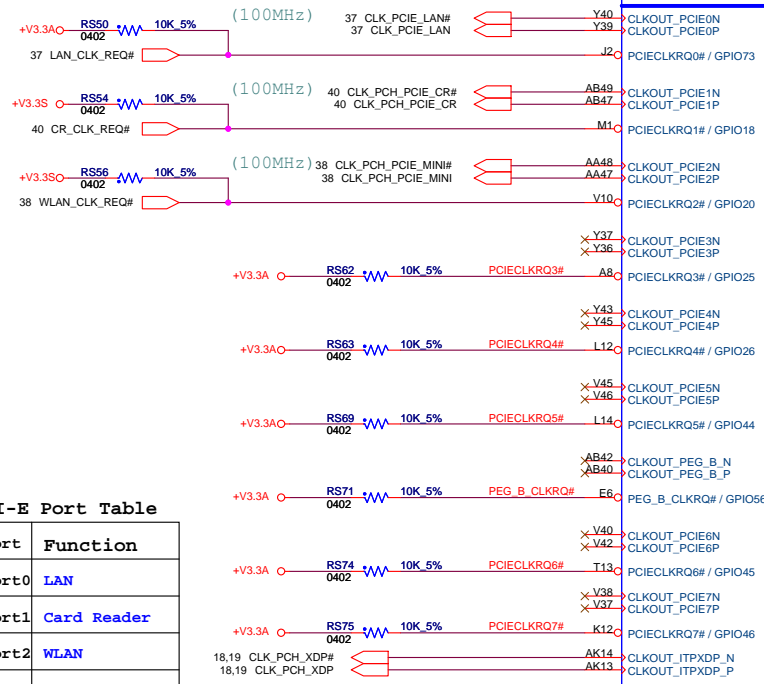 (100MHz) 37 CLK_PCIE_LAN# Y40 CLKOUT_PCIE0N
37 CLK_PCIE_LAN Y39 CLKOUT_PCIE0P
+V3.3A RS50 10K_5%
0402
37 LAN_CLK_REQ# J2 PCIECLKRQ0# / GPIO73
(100MHz) 40 CLK_PCH_PCIE_CR# AB49 CLKOUT_PCIE1N
40 CLK_PCH_PCIE_CR AB47 CLKOUT_PCIE1P
+V3.3S RS54 10K_5%
0402
40 CR_CLK_REQ# M1 PCIECLKRQ1# / GPIO18
(100MHz) 38 CLK_PCH_PCIE_MINI# AA48 CLKOUT_PCIE2N
38 CLK_PCH_PCIE_MINI AA47 CLKOUT_PCIE2P
+V3.3S RS56 10K_5%
0402
38 WLAN_CLK_REQ# V10 PCIECLKRQ2# / GPIO20
Y37 CLKOUT_PCIE3N
Y36 CLKOUT_PCIE3P
+V3.3A RS62 10K_5% PCIECLKRQ3# A8 PCIECLKRQ3# / GPIO25
0402
Y43 CLKOUT_PCIE4N
Y45 CLKOUT_PCIE4P
+V3.3A RS63 10K_5% PCIECLKRQ4# L12 PCIECLKRQ4# / GPIO26
0402
V45 CLKOUT_PCIE5N
V46 CLKOUT_PCIE5P
+V3.3A RS69 10K_5% PCIECLKRQ5# L14 PCIECLKRQ5# / GPIO44
0402
AB42 CLKOUT_PEG_B_N
AB40 CLKOUT_PEG_B_P
+V3.3A RS71 10K_5% PEG_B_CLKRQ# E6 PEG_B_CLKRQ# / GPIO56
0402
I-E Port Table
V40 CLKOUT_PCIE6N
V42 CLKOUT_PCIE6P
ort Function
+V3.3A RS74 10K_5% PCIECLKRQ6# T13 PCIECLKRQ6# / GPIO45
0402
ort0 LAN
V38 CLKOUT_PCIE7N
V37 CLKOUT_PCIE7P
ort1 Card Reader
+V3.3A RS75 10K_5% PCIECLKRQ7# K12 PCIECLKRQ7# / GPIO46
0402
ort2 WLAN
18,19 CLK_PCH_XDP# AK14 CLKOUT_ITPXDP_N
18,19 CLK_PCH_XDP AK13 CLKOUT_ITPXDP_P